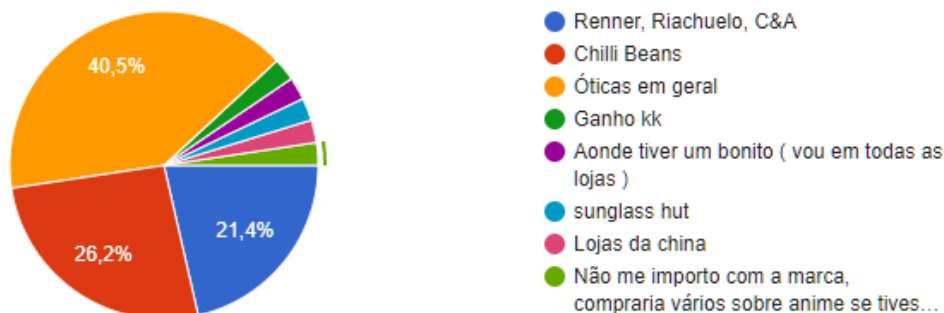 40,5%
26,2%
21,4%
Renner, Riachuelo, C&A
Chilli Beans
Óticas em geral
Ganho kk
Aonde tiver um bonito ( vou em todas as
lojas )
sunglass hut
Lojas da china
Não me importo com a marca,
compraria vários sobre anime se tives…